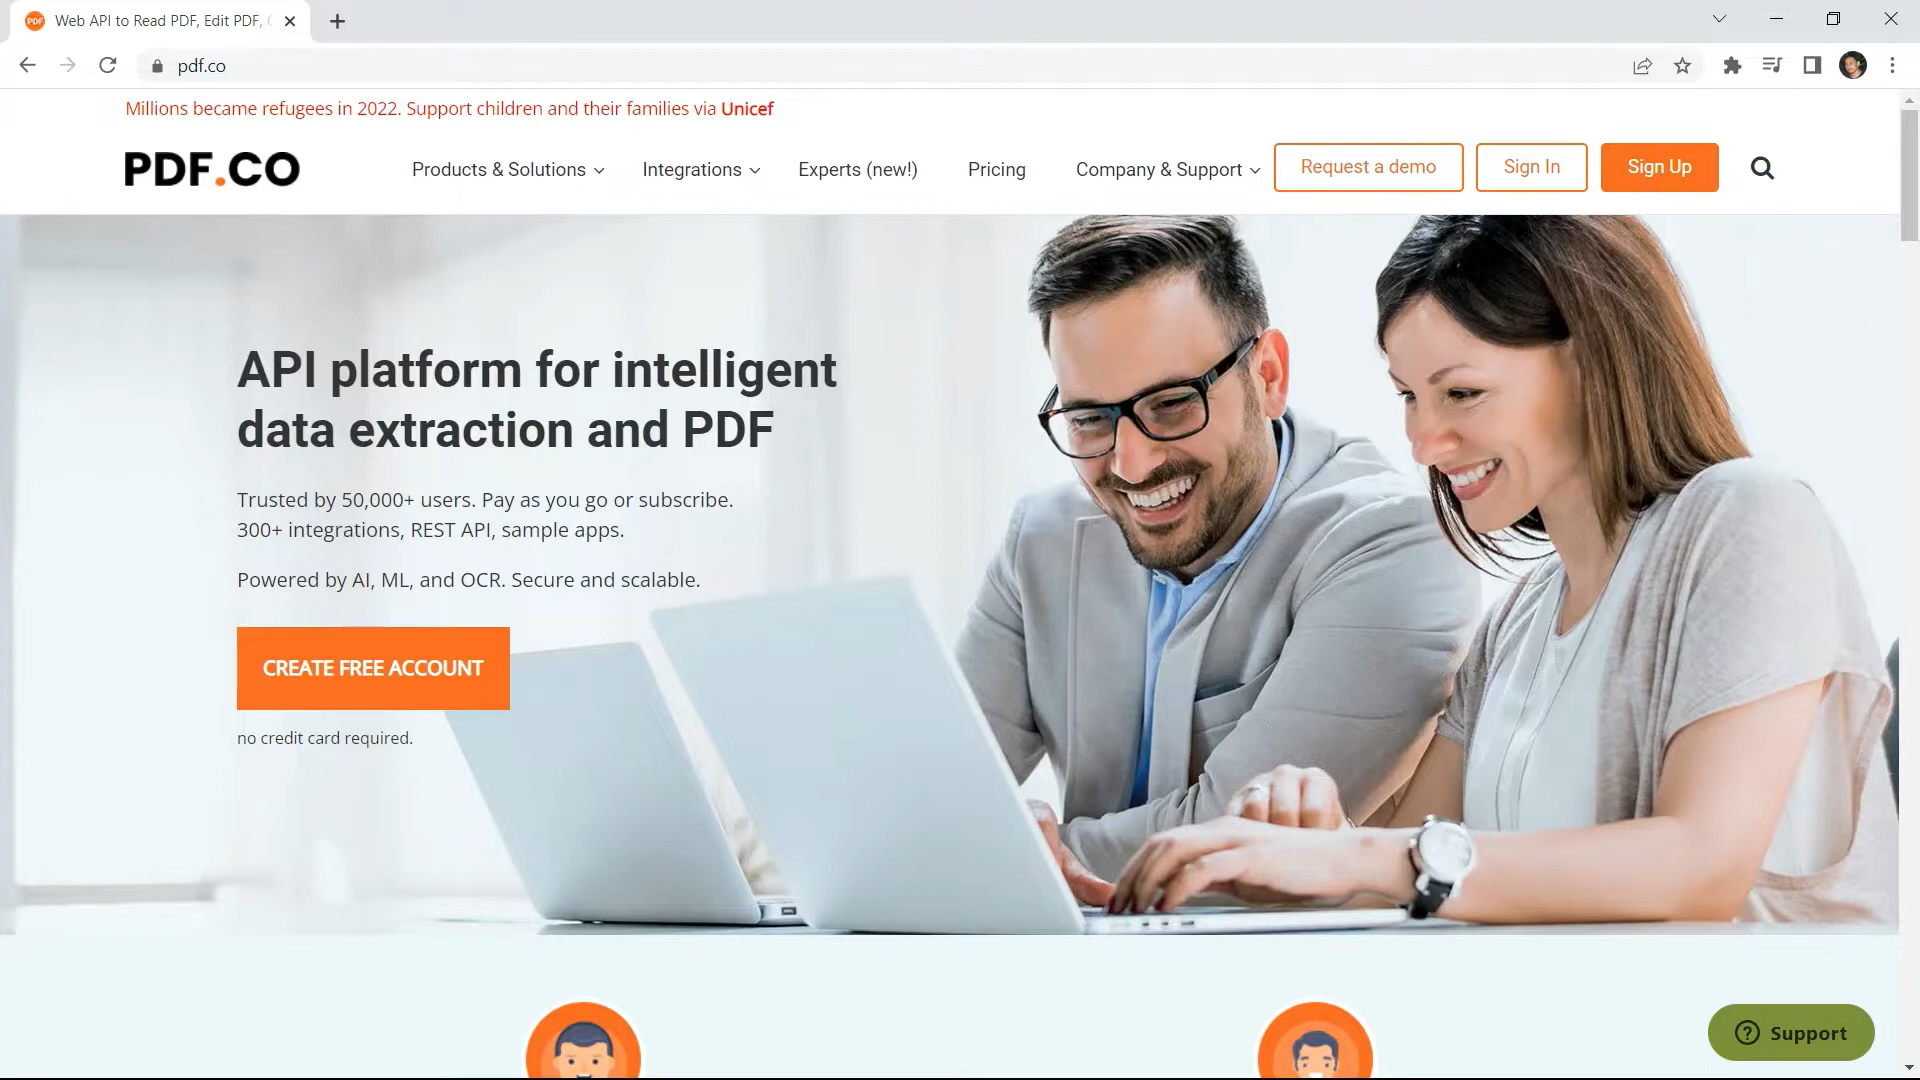 Web API to Read PDF, Edit PDF,
pdf.co
Millions became refugees in 2022. Support children and their families via Unicef
PDF.CO
Products & Solutions
Integrations
Experts (new!)
Pricing
Company & Support
Request a demo
Sign In
Sign Up
API platform for intelligent
data extraction and PDF
Trusted by 50,000+ users. Pay as you go or subscribe.
300+ integrations, REST API, sample apps.
Powered by AI, ML, and OCR. Secure and scalable.
CREATE FREE ACCOUNT
no credit card required.
Support